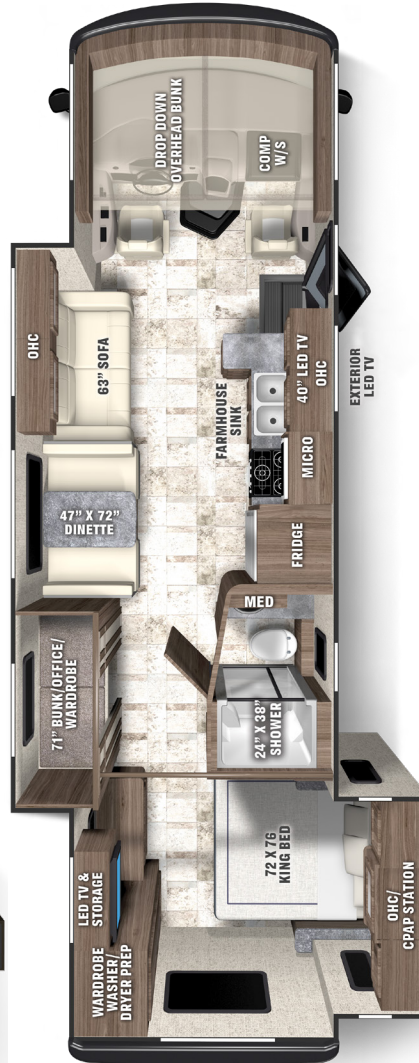 DROP DOWN
OVERHEAD BUNK
COMP
W/S
OHC
63” SOFA
FARMHOUSE
SINK
40” LED TV
OHC
EXTERIOR
LED TV
MICRO
47” X 72”
DINETTE
FRIDGE
MED
71” BUNK/OFFICE/
WARDROBE
24” X 38”
SHOWER
72 X 76
KING BED
LED TV &
STORAGE
WARDROBE
WASHER/
DRYER PREP
OHC/
CPAP STATION